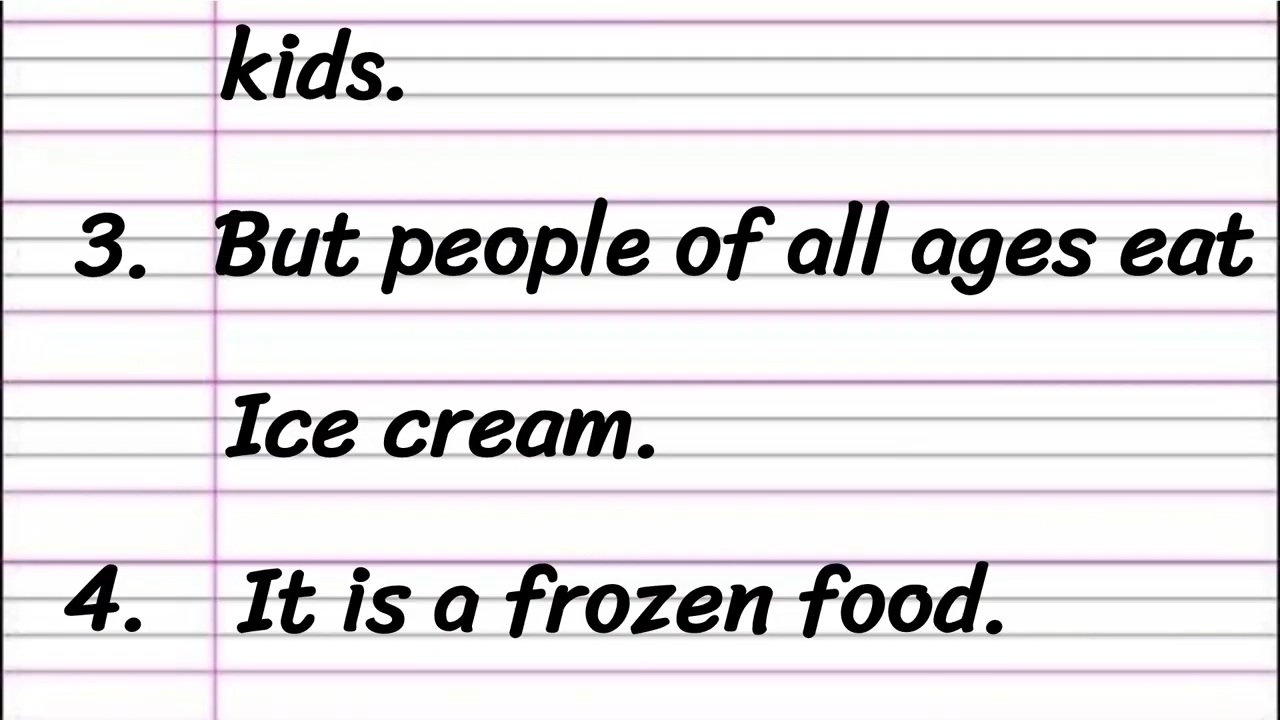 kids.
3. But people of all ages eat
Ice cream.
4. It is a frozen food.